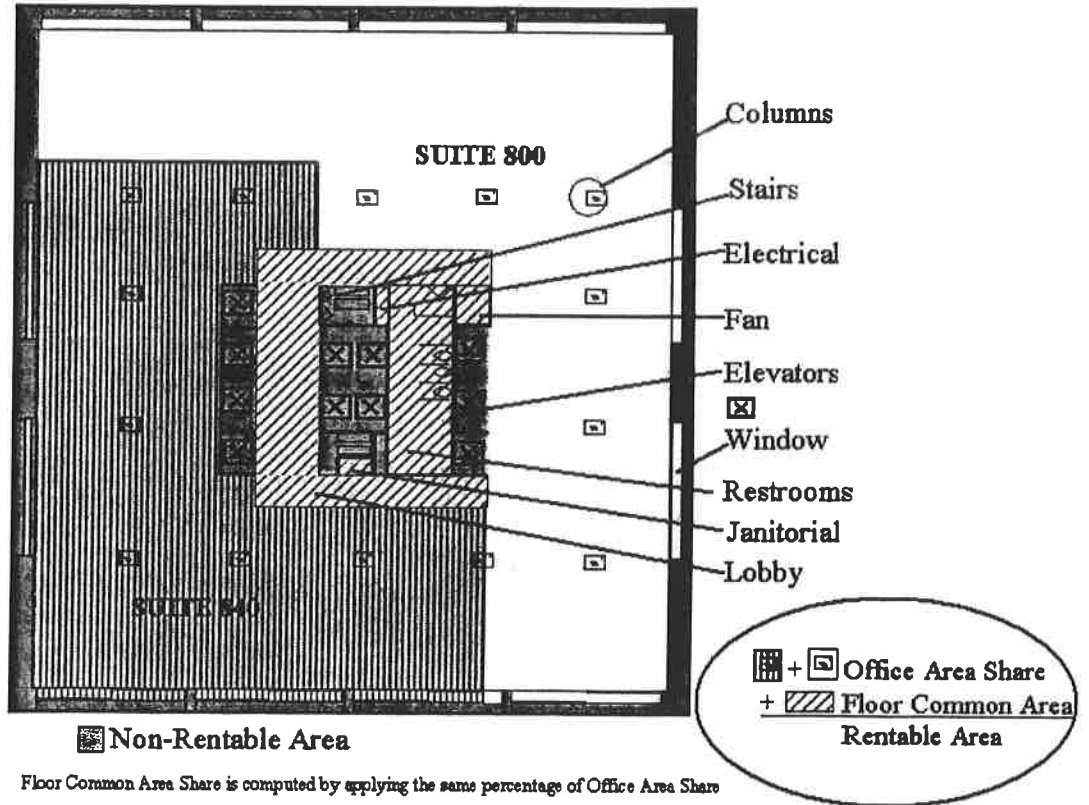 SUITE 800
Columns
Stairs
Electrical
Fan
Elevators
Window
Restrooms
Janitorial
Lobby
SUITE 840
+ Office Area Share
+ Floor Common Area
Rentable Area
Non-Rentable Area
Floor Common Area Share is computed by applying the same percentage of Office Area Share